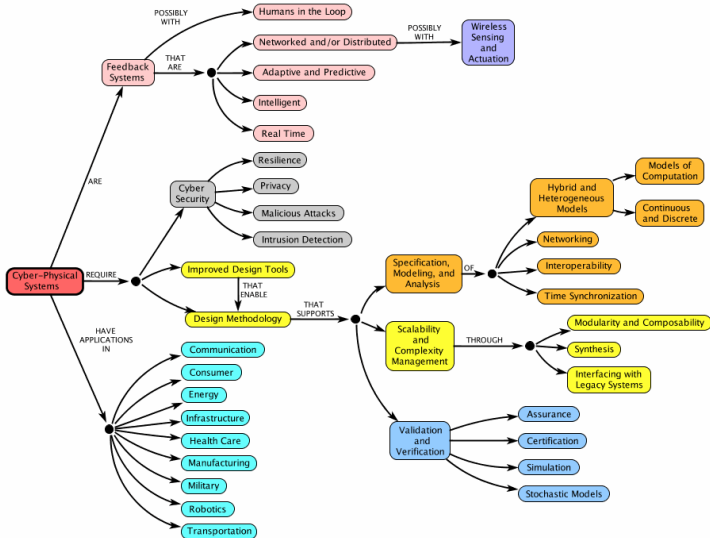 POSSIBLY
WITH
Humans in the Loop
Feedback
Systems
THAT
ARE
Networked and/or Distributed
POSSIBLY
WITH
Wireless
Sensing
and
Actuation
Adaptive and Predictive
Intelligent
Real Time
ARE
Cyber-Physical
Systems
REQUIRE
Cyber
Security
Resilience
Privacy
Malicious Attacks
Intrusion Detection
Improved Design Tools
THAT
ENABLE
Design Methodology
THAT
SUPPORTS
Specification,
Modeling, and
Analysis
OF
Hybrid and
Heterogeneous
Models
Models of
Computation
Continuous
and Discrete
Networking
Interoperability
Time Synchronization
Scalability
and
Complexity
Management
THROUGH
Modularity and Composability
Synthesis
Interfacing with
Legacy Systems
Validation
and
Verification
Assurance
Certification
Simulation
Stochastic Models
HAVE
APPLICATIONS
IN
Communication
Consumer
Energy
Infrastructure
Health Care
Manufacturing
Military
Robotics
Transportation